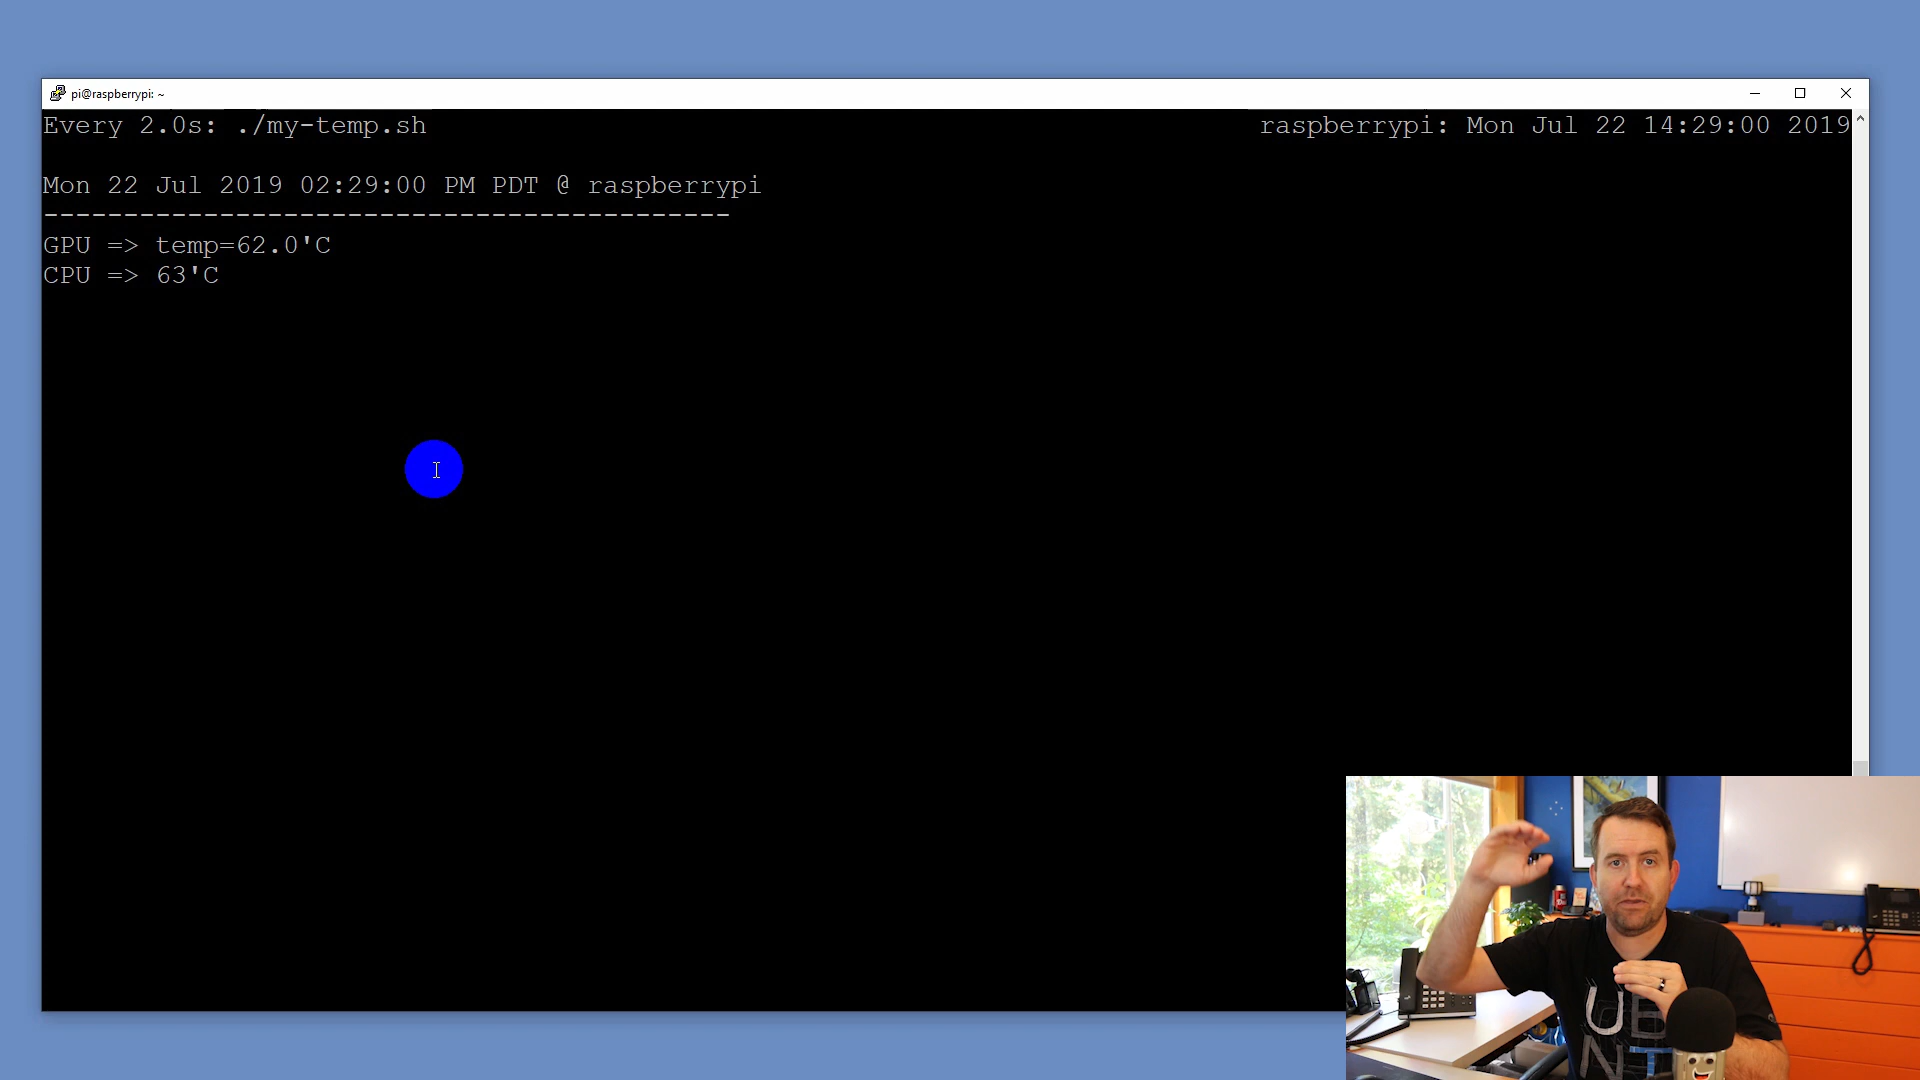 pi@raspberrypi: ~
Every 2.0s: ./my-temp.sh raspberrypi: Mon Jul 22 14:29:00 2019
Mon 22 Jul 2019 02:29:00 PM PDT @ raspberrypi
-------------------------------------------
GPU => temp=62.0'C
CPU => 63'C